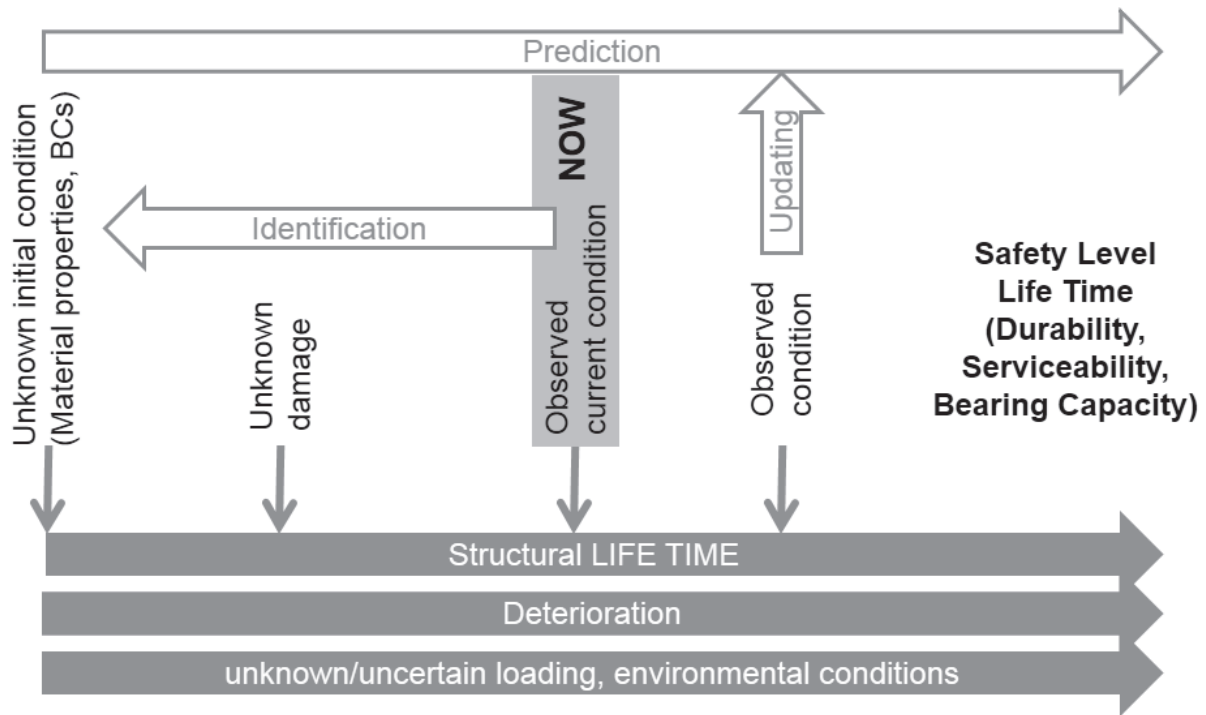 Prediction
Unknown initial condition
(Material properties, BCs)
Identification
Unknown
damage
NOW
Observed
current condition
Updating
Observed
condition
Safety Level
Life Time
(Durability,
Serviceability,
Bearing Capacity)
Structural LIFE TIME
Deterioration
unknown/uncertain loading, environmental conditions